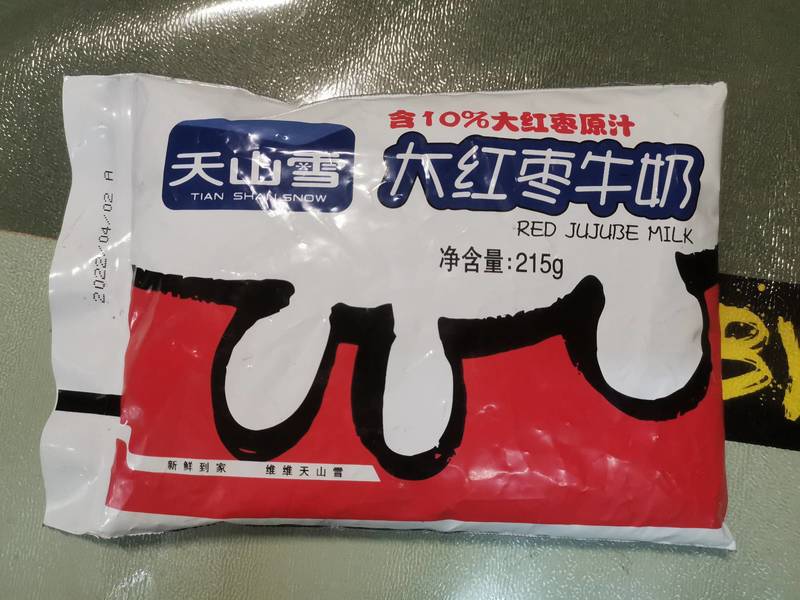 含10%大红枣原汁
天山雪
TIAN SHAN SNOW
大红枣牛奶
RED JUJUBE MILK
净含量:215g
2022/04/02 A
新鲜到家 维维天山雪